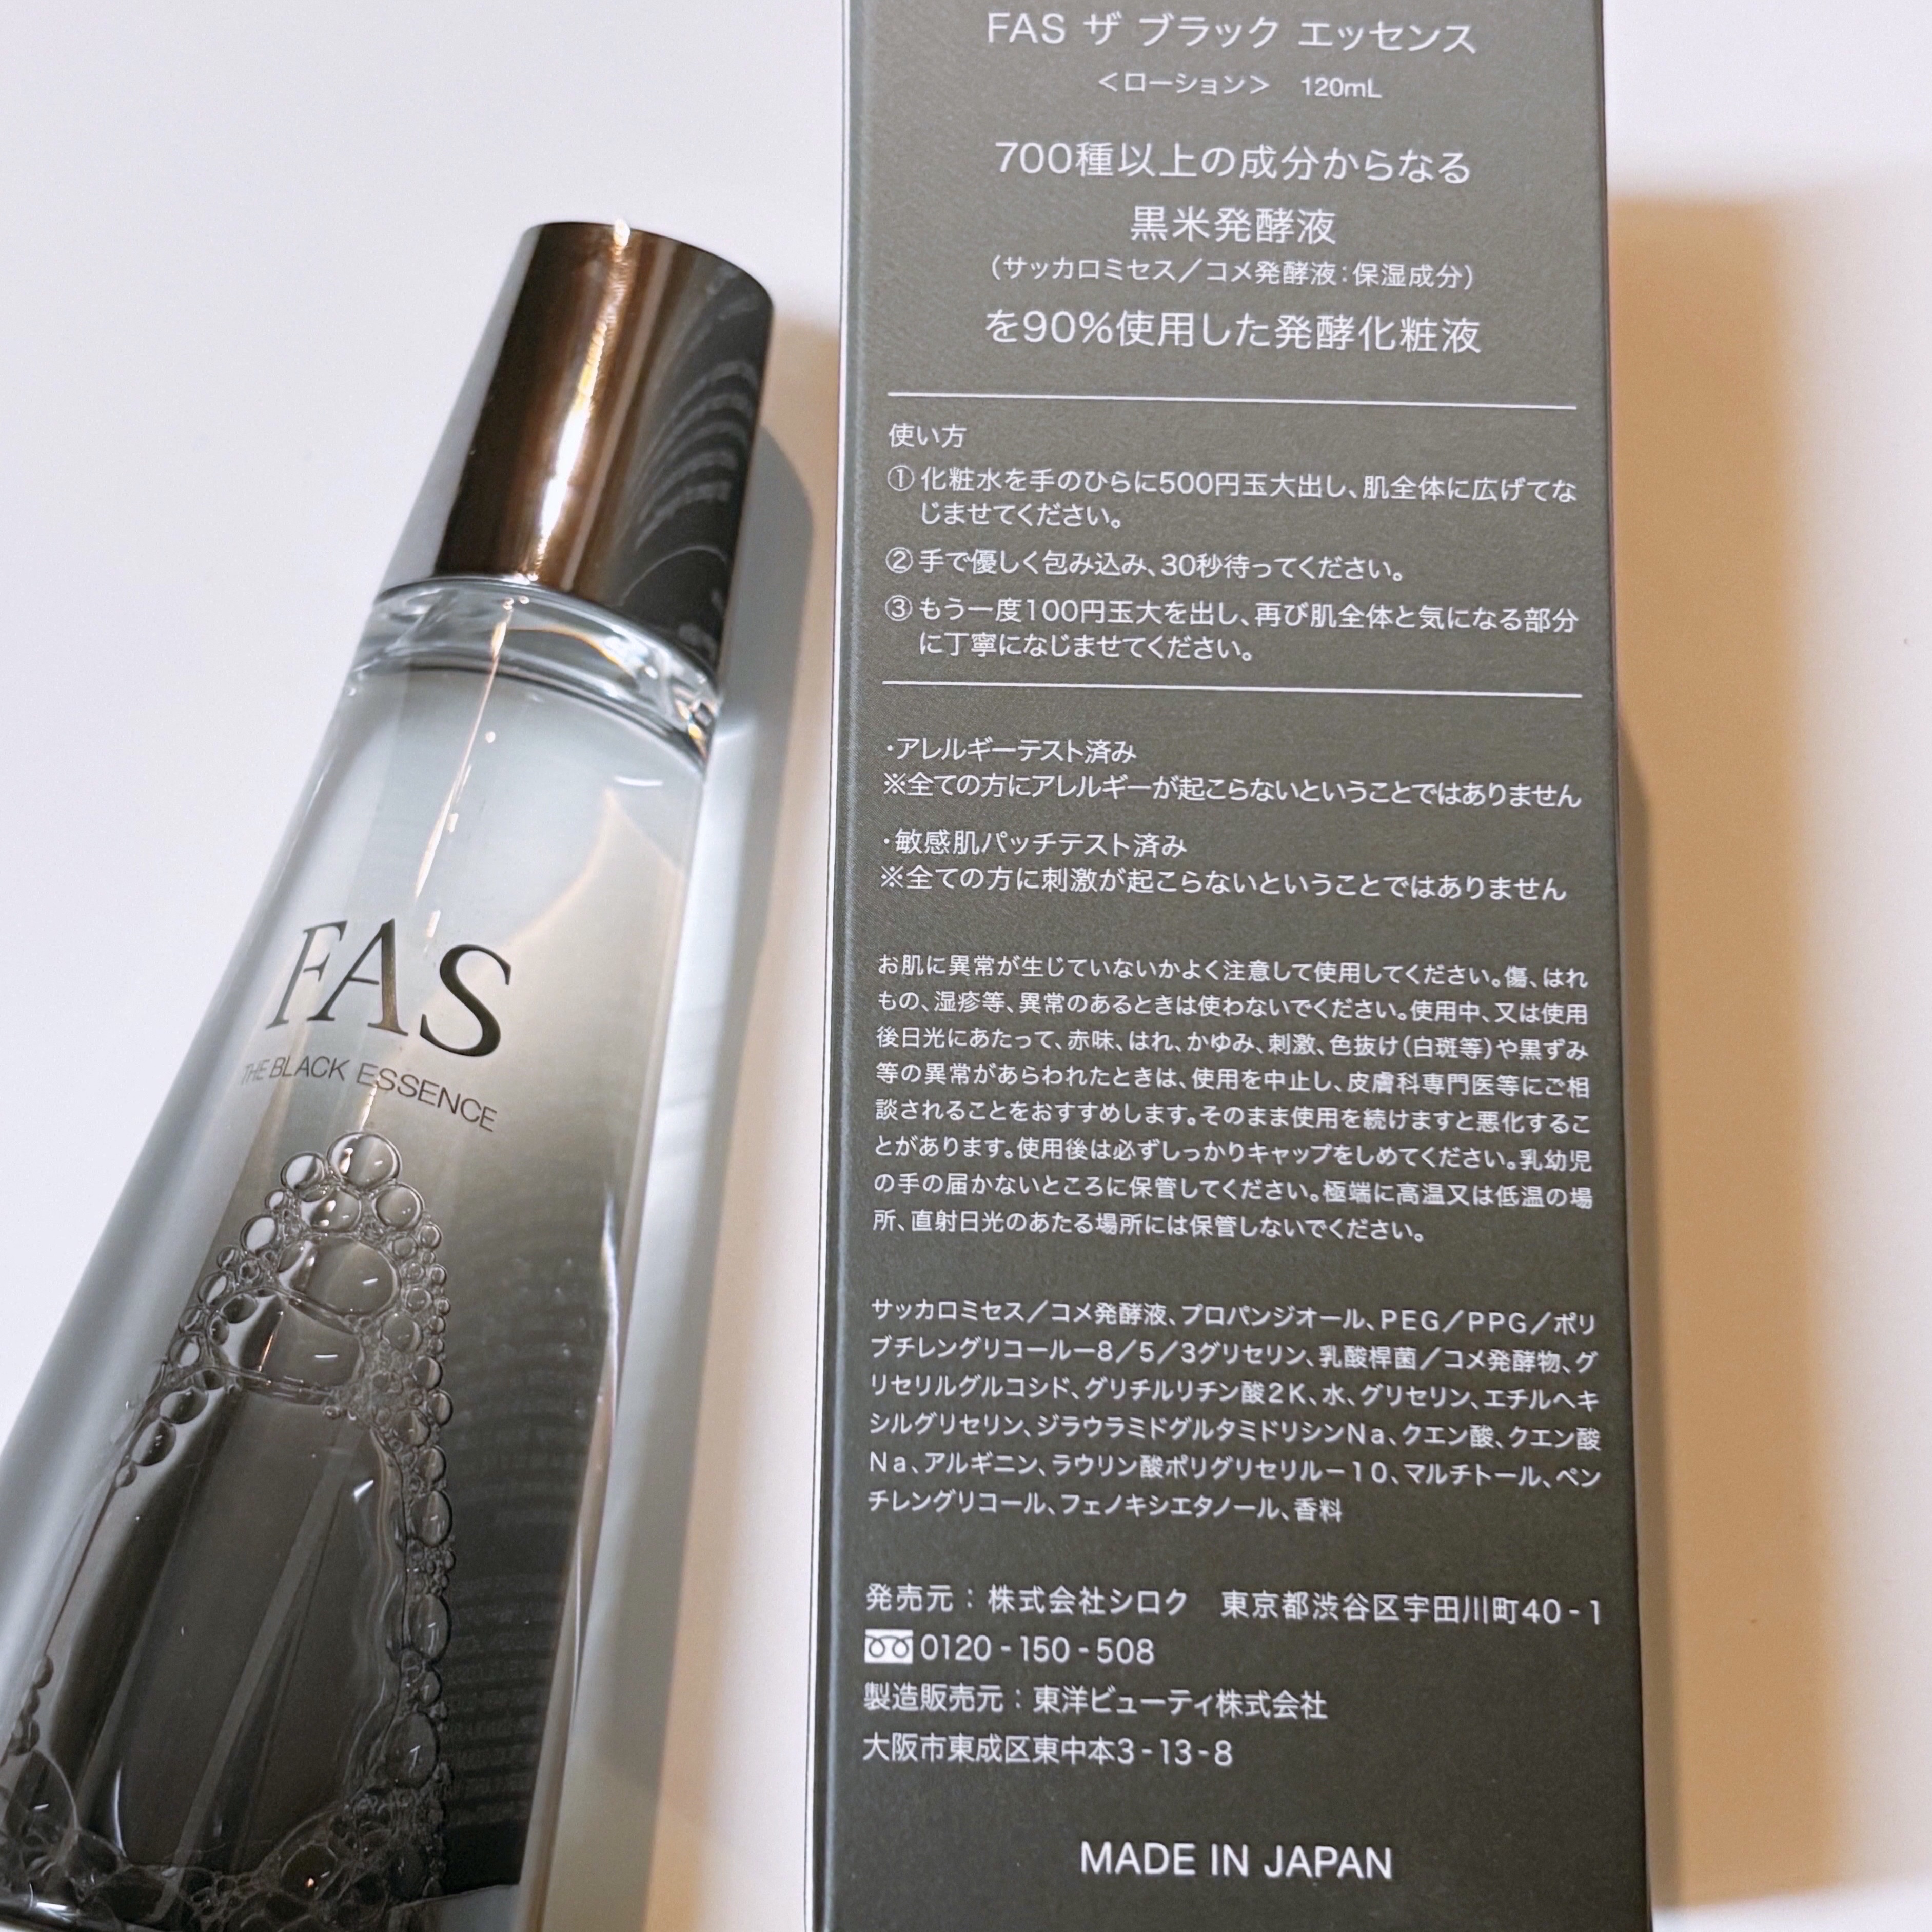 FAS
THE BLACK ESSENCE
FAS ザ ブラック エッセンス
＜ローション＞ 120mL
700種以上の成分からなる
黒米発酵液
（サッカロミセス／コメ発酵液：保湿成分）
を90%使用した発酵化粧液
使い方
① 化粧水を手のひらに500円玉大出し、肌全体に広げてな
じませてください。
② 手で優しく包み込み、30秒待ってください。
③ もう一度100円玉大を出し、再び肌全体と気になる部分
に丁寧になじませてください。
・アレルギーテスト済み
※全ての方にアレルギーが起こらないということではありません
・敏感肌パッチテスト済み
※全ての方に刺激が起こらないということではありません
お肌に異常が生じていないかよく注意して使用してください。傷、はれ
もの、湿疹等、異常のあるときは使わないでください。使用中、又は使用
後日光にあたって、赤味、はれ、かゆみ、刺激、色抜け（白斑等）や黒ずみ
等の異常があらわれたときは、使用を中止し、皮膚科専門医等にご相
談されることをおすすめします。そのまま使用を続けますと悪化するこ
とがあります。使用後は必ずしっかりキャップをしめてください。乳幼児
の手の届かないところに保管してください。極端に高温又は低温の場
所、直射日光のあたる場所には保管しないでください。
サッカロミセス／コメ発酵液、プロパンジオール、PEG／PPG／ポリ
ブチレングリコールー8／5／3グリセリン、乳酸桿菌／コメ発酵物、グ
リセリルグルコシド、グリチルリチン酸2K、水、グリセリン、エチルヘキ
シルグリセリン、ジラウラミドグルタミドリシンNa、クエン酸、クエン酸
Na、アルギニン、ラウリン酸ポリグリセリルー10、マルチトール、ペン
チレングリコール、フェノキシエタノール、香料
発売元：株式会社シロク 東京都渋谷区宇田川町40-1
0120-150-508
製造販売元：東洋ビューティ株式会社
大阪市東成区東中本3-13-8
MADE IN JAPAN